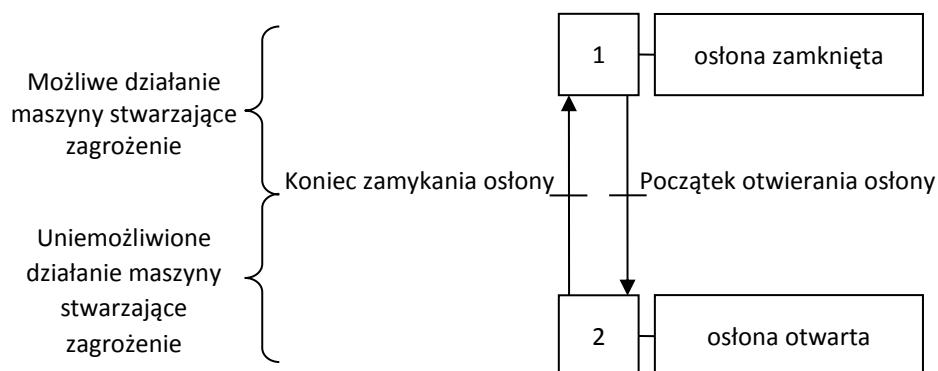 1
osłona zamknięta
Możliwe działanie
maszyny stwarzające
zagrożenie
Koniec zamykania osłony
Początek otwierania osłony
Uniemożliwione
działanie maszyny
stwarzające
zagrożenie
2
osłona otwarta